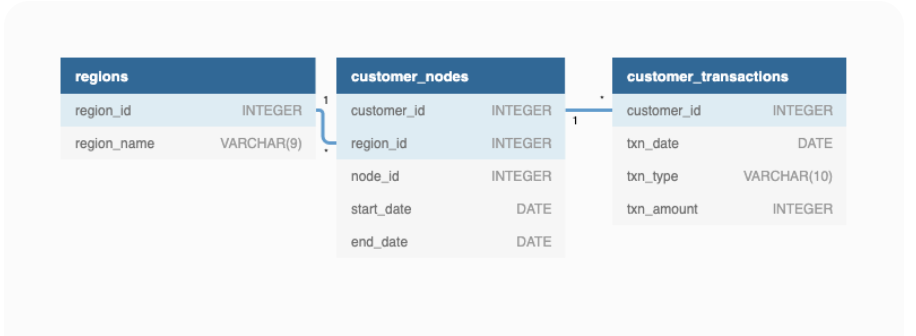 regions
region_id INTEGER
region_name VARCHAR(9)
1
*
customer_nodes
customer_id INTEGER
region_id INTEGER
node_id INTEGER
start_date DATE
end_date DATE
1
*
customer_transactions
customer_id INTEGER
txn_date DATE
txn_type VARCHAR(10)
txn_amount INTEGER